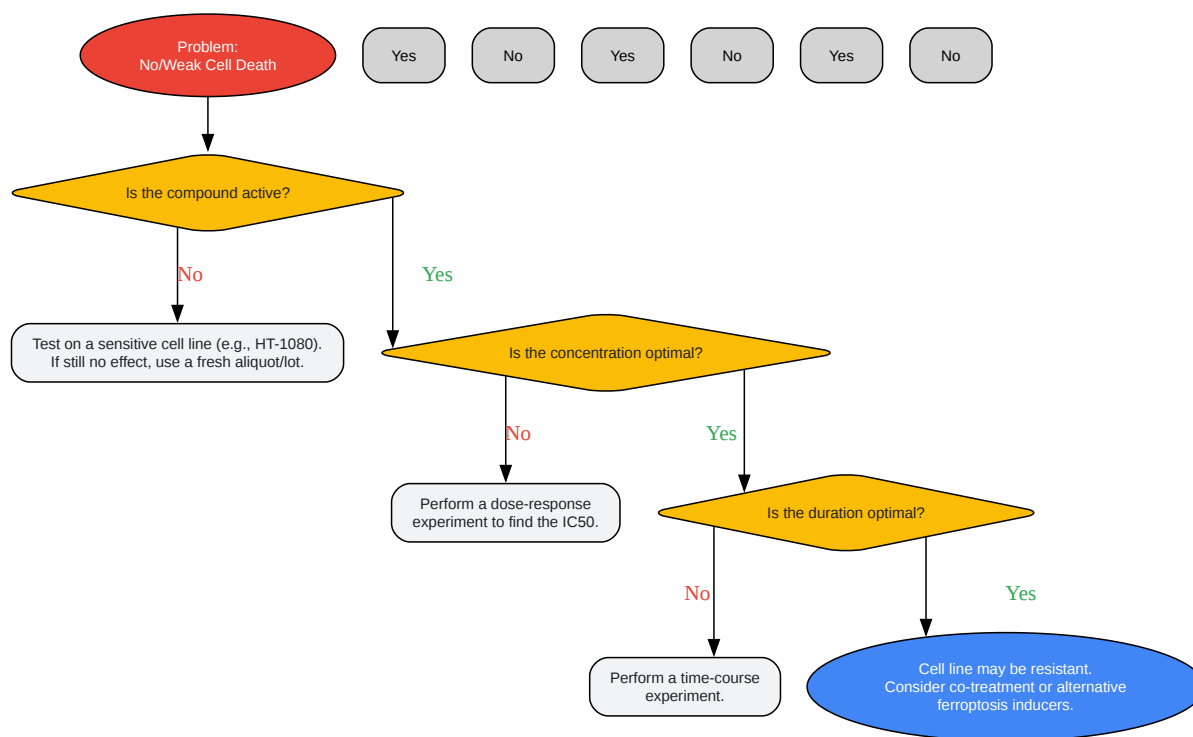 Problem:
No/Weak Cell Death
Yes
No
Yes
No
Yes
No
Is the compound active?
No
Yes
Test on a sensitive cell line (e.g., HT-1080).
If still no effect, use a fresh aliquot/lot.
Is the concentration optimal?
No
Yes
Perform a dose-response
experiment to find the IC50.
Is the duration optimal?
No
Yes
Perform a time-course
experiment.
Cell line may be resistant.
Consider co-treatment or alternative
ferroptosis inducers.